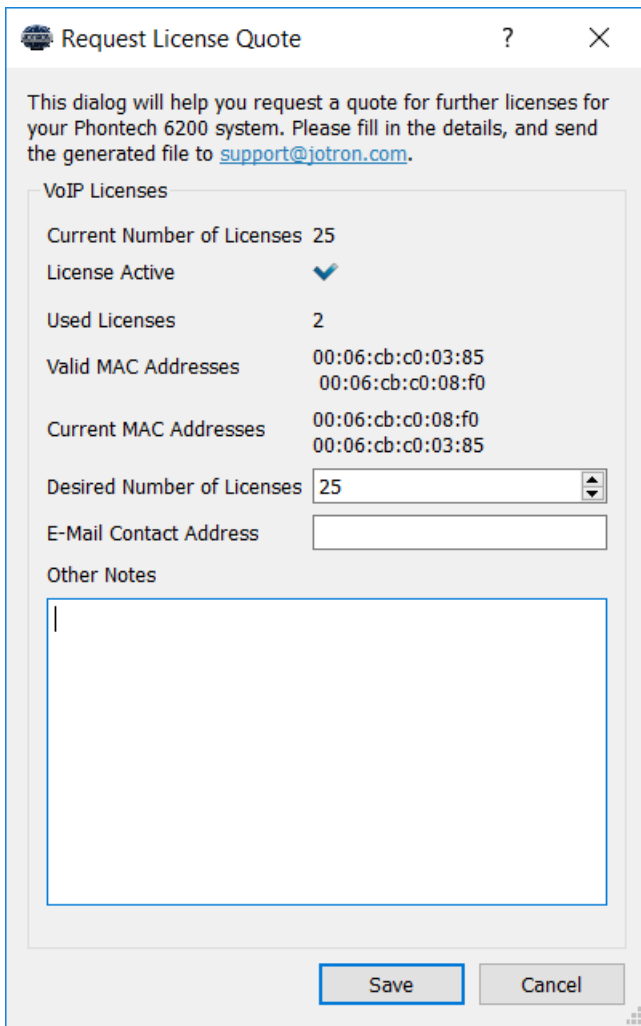 Request License Quote
?
This dialog will help you request a quote for further licenses for
your Phontech 6200 system. Please fill in the details, and send
the generated file to support@jotron.com.
VoIP Licenses
Current Number of Licenses 25
License Active
Used Licenses 2
Valid MAC Addresses 00:06:cb:c0:03:85
00:06:cb:c0:08:f0
Current MAC Addresses 00:06:cb:c0:08:f0
00:06:cb:c0:03:85
Desired Number of Licenses 25
E-Mail Contact Address
Other Notes
Save Cancel